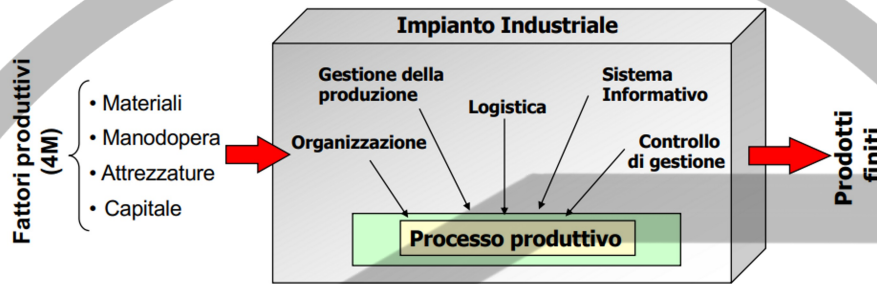 Impianto Industriale
Fattori produttivi
(4M)
• Materiali
• Manodopera
• Attrezzature
• Capitale
Gestione della
produzione
Sistema
Informativo
Logistica
Organizzazione
Controllo
di gestione
Processo produttivo
Prodotti
finiti